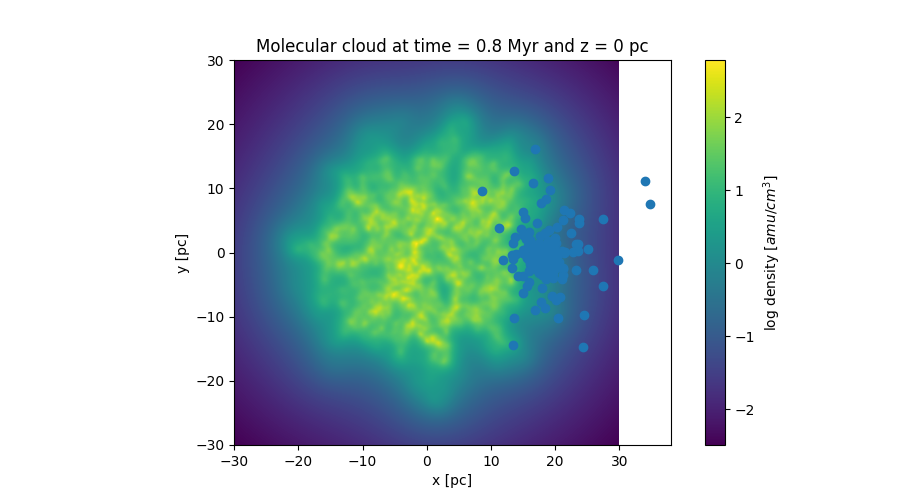 Molecular cloud at time = 0.8 Myr and z = 0 pc
30
20
10
0
−10
−20
−30
y [pc]
−30 −20 −10 0 10 20 30
x [pc]
2
1
0
−1
−2
log density [amu/cm³]